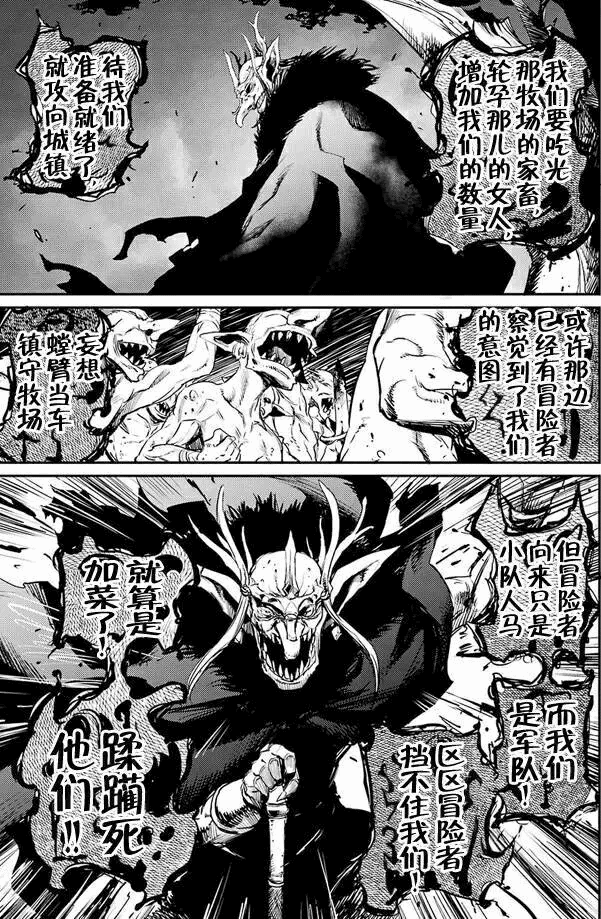 我们要吃光
那牧场的家畜，
轮孕那儿的女人，
增加我们的数量
待我们
准备就绪了
就攻向城镇
或许那边
已经有冒险者
察觉到了我们
的意图
妄想
螳臂当车
镇守牧场
但冒险者
向来只是
小队人马
而我们
是军队！
区区冒险者
挡不住我们！
就算是
加菜了！
蹂躏死
他们！！